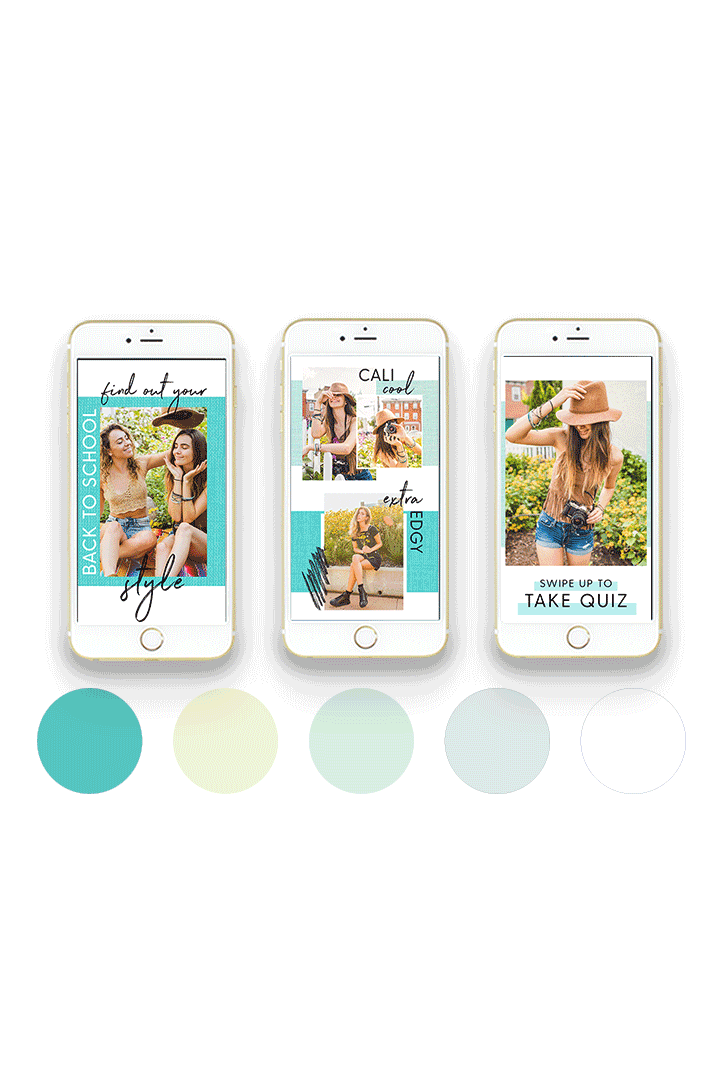 find out your
BACK TO SCHOOL
style
CALI
cool
extra
EDGY
SWIPE UP TO
TAKE QUIZ